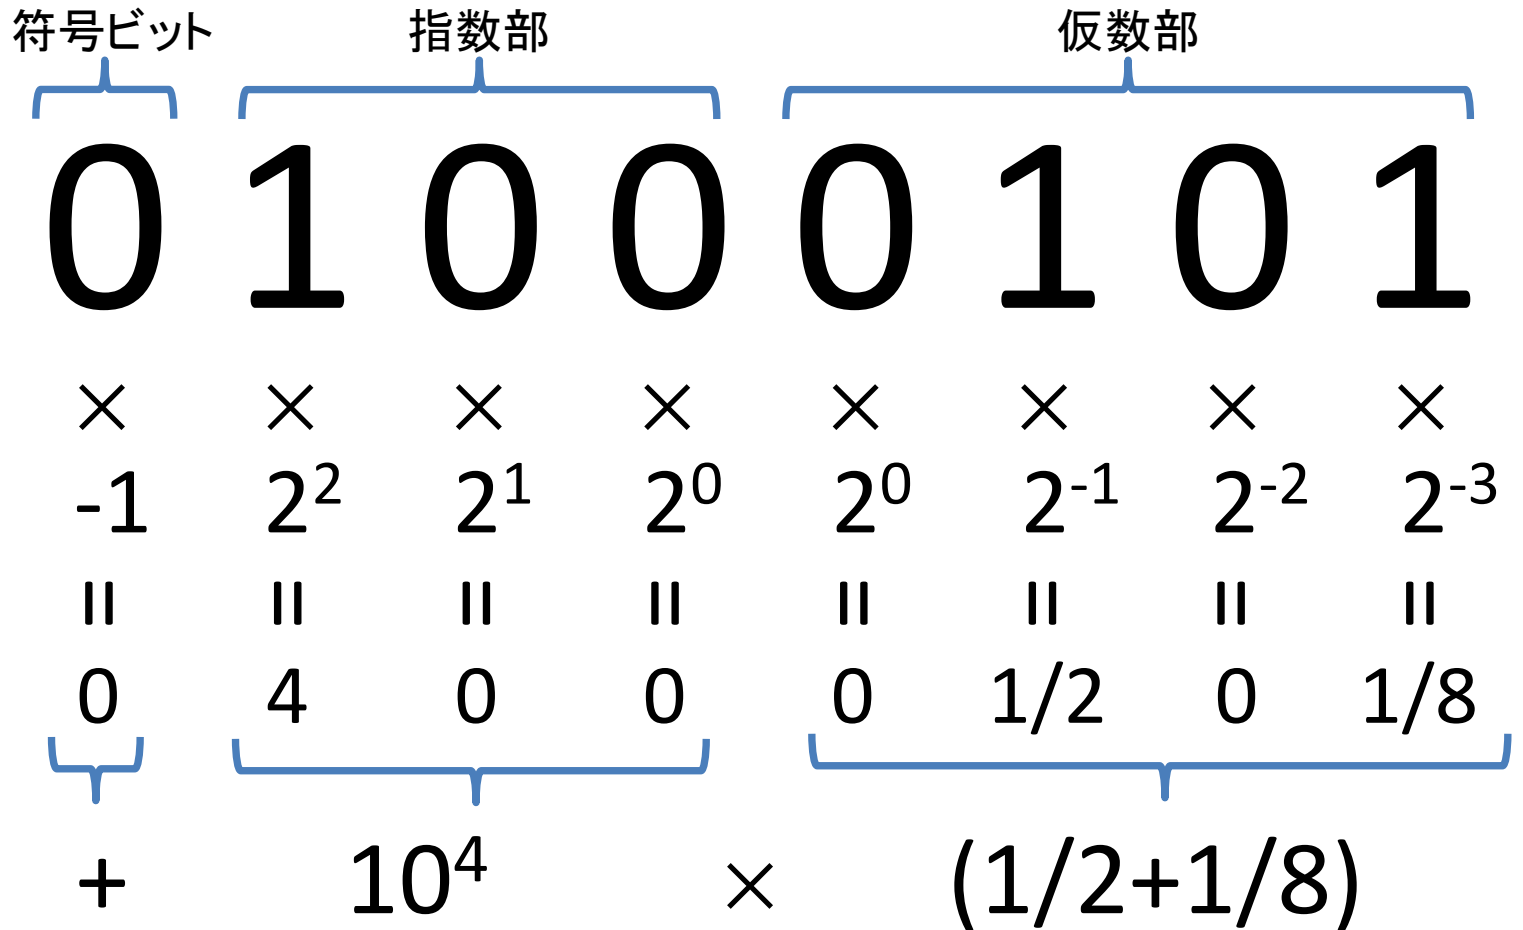 符号ビット 指数部 仮数部
0 1 0 0 0 1 0 1
× × × × × × × ×
-1 2² 2¹ 2⁰ 2⁰ 2⁻¹ 2⁻² 2⁻³
= = = = = = = =
0 4 0 0 0 1/2 0 1/8
+ 10⁴ × (1/2+1/8)